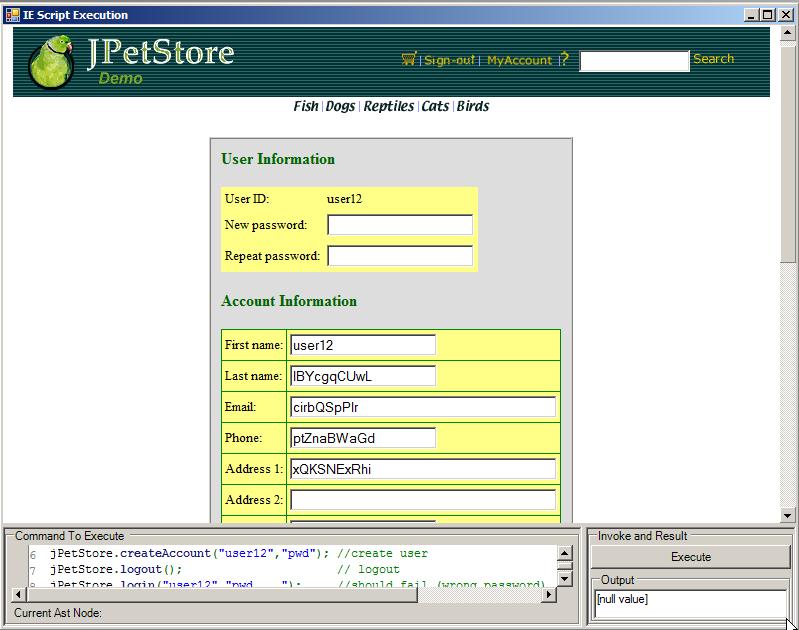 IE Script Execution
JPetStore
Demo
| Sign-out | MyAccount | ? Search
Fish | Dogs | Reptiles | Cats | Birds
User Information
User ID: user12
New password:
Repeat password:
Account Information
First name: user12
Last name: lBYcgqCUwL
Email: cirbQSpPlr
Phone: ptZnaBWaGd
Address 1: xQKSNExRhi
Address 2:
Command To Execute
6 jPetStore.createAccount("user12","pwd"); //create user
7 jPetStore.logout(); // logout
8 jPetStore.login("user12","pwd ");  //should fail (wrong password)
Current Ast Node:
Invoke and Result
Execute
Output
[null value]